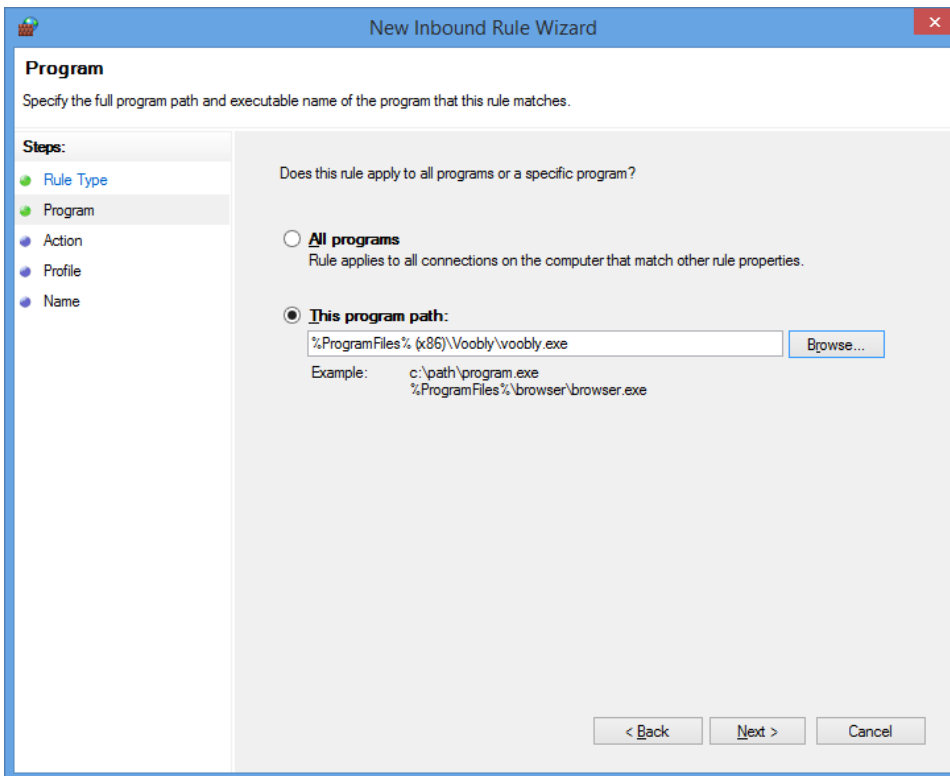 New Inbound Rule Wizard
Program
Specify the full program path and executable name of the program that this rule matches.
Steps:
Rule Type
Program
Action
Profile
Name
Does this rule apply to all programs or a specific program?
All programs
Rule applies to all connections on the computer that match other rule properties.
This program path:
%ProgramFiles% (x86)\Voobly\voobly.exe
Browse...
Example: c:\path\program.exe
%ProgramFiles%\browser\browser.exe
< Back Next > Cancel